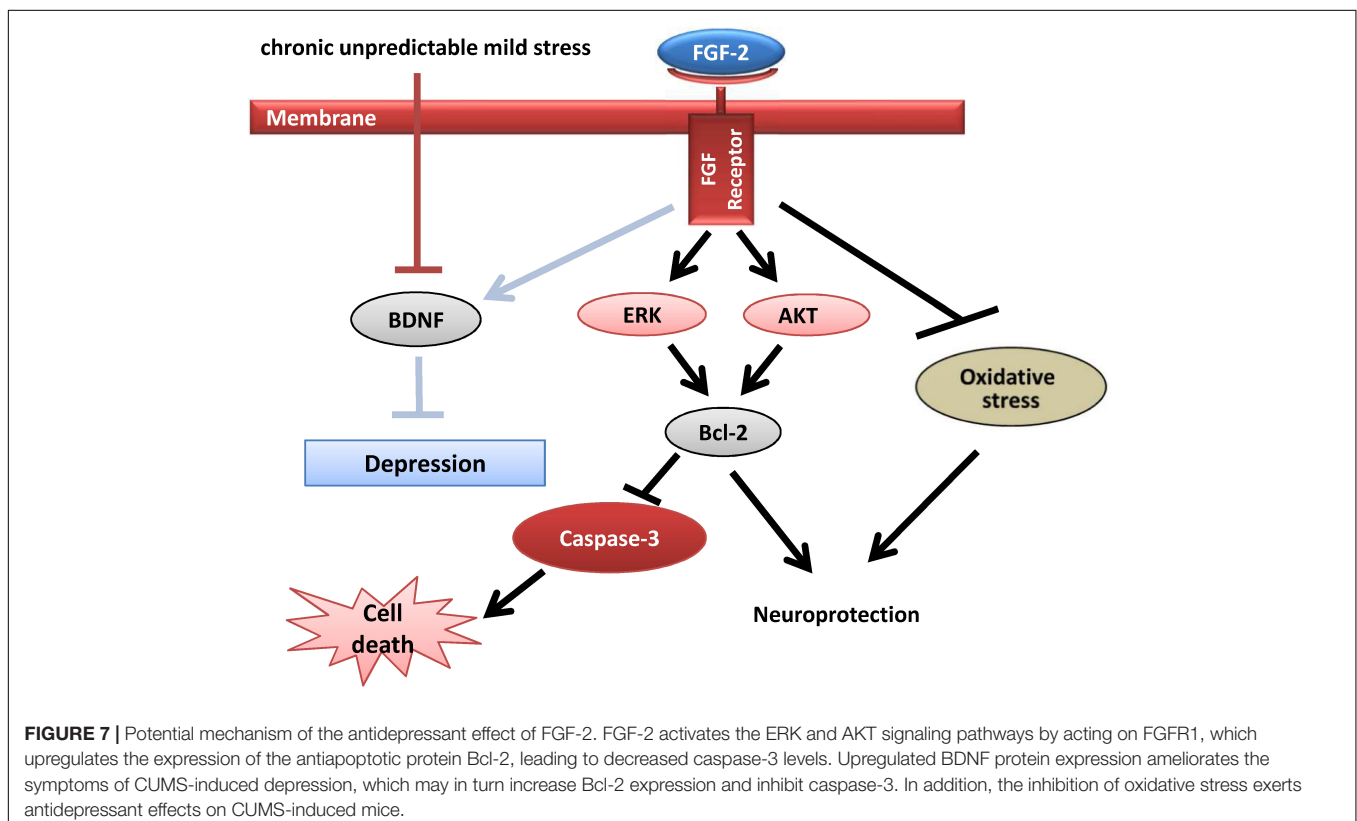 chronic unpredictable mild stress
FGF-2
Membrane
FGF
Receptor
BDNF
ERK
AKT
Oxidative
stress
Bcl-2
Depression
Caspase-3
Cell
death
Neuroprotection
FIGURE 7 | Potential mechanism of the antidepressant effect of FGF-2. FGF-2 activates the ERK and AKT signaling pathways by acting on FGFR1, which
upregulates the expression of the antiapoptotic protein Bcl-2, leading to decreased caspase-3 levels. Upregulated BDNF protein expression ameliorates the
symptoms of CUMS-induced depression, which may in turn increase Bcl-2 expression and inhibit caspase-3. In addition, the inhibition of oxidative stress exerts
antidepressant effects on CUMS-induced mice.